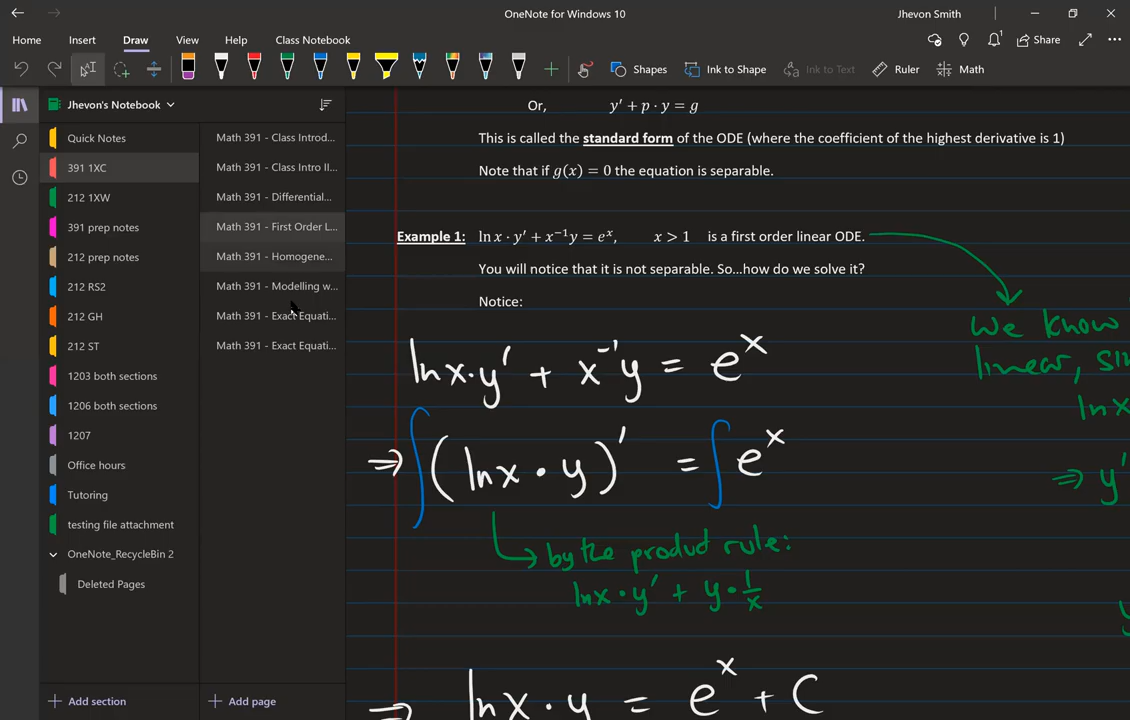 OneNote for Windows 10
Jhevon Smith
Home Insert Draw View Help Class Notebook
Share
Shapes Ink to Shape Ink to Text Ruler Math
Jhevon's Notebook
Quick Notes
391 1XC
212 1XW
391 prep notes
212 prep notes
212 RS2
212 GH
212 ST
1203 both sections
1206 both sections
1207
Office hours
Tutoring
testing file attachment
OneNote_RecycleBin 2
Deleted Pages
Add section
Math 391 - Class Introd...
Math 391 - Class Intro II...
Math 391 - Differential...
Math 391 - First Order L...
Math 391 - Homogene...
Math 391 - Modelling w...
Math 391 - Exact Equati...
Math 391 - Exact Equati...
Add page
Or, y′ + p · y = g
This is called the standard form of the ODE (where the coefficient of the highest derivative is 1)
Note that if g(x) = 0 the equation is separable.
Example 1: ln x · y′ + x⁻¹y = eˣ, x > 1 is a first order linear ODE.
You will notice that it is not separable. So...how do we solve it?
Notice:
lnx·y' + x⁻¹y = eˣ
⇒ ∫(lnx · y)' = ∫eˣ
by the product rule:
lnx · y' + y · 1/x
⇒ lnx · y = eˣ + C
We know
linear, si
lnx
⇒ y'
y